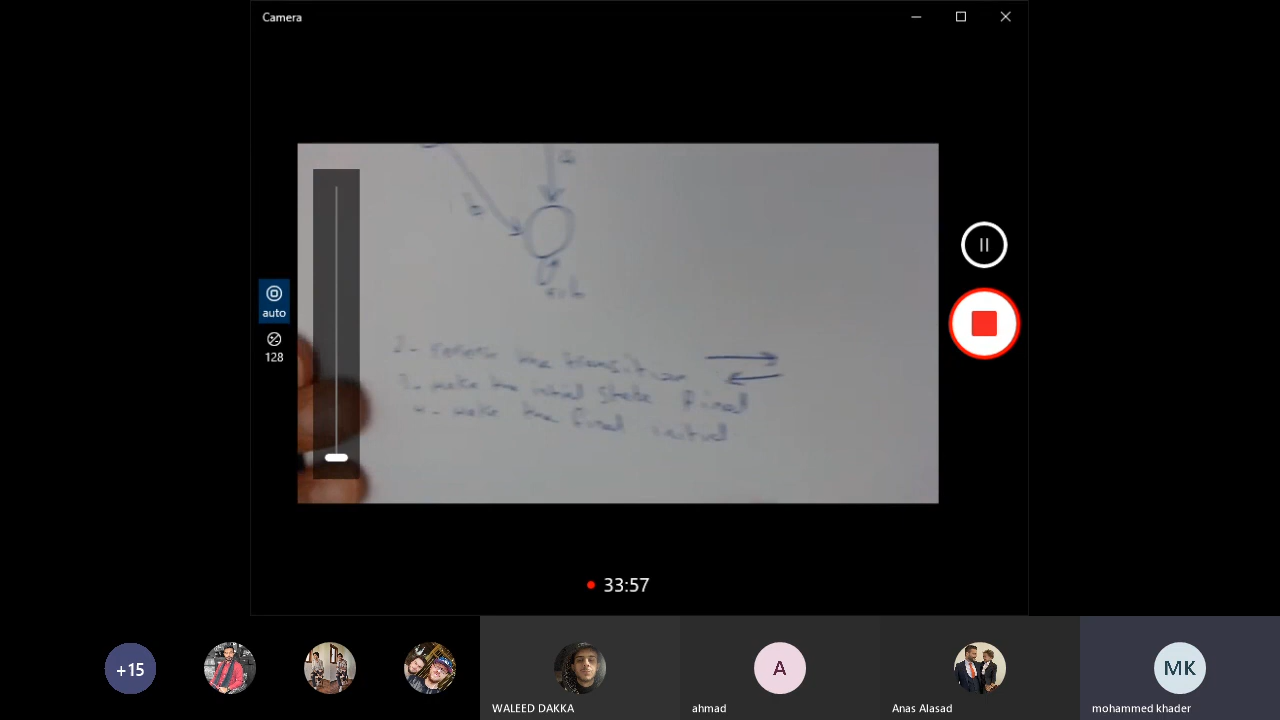 Camera
a
b
a,b
2- reverse the transition
3- make the initial state final
4- make the final initial
auto
128
33:57
+15
A
MK
WALEED DAKKA
ahmad
Anas Alasad
mohammed khader